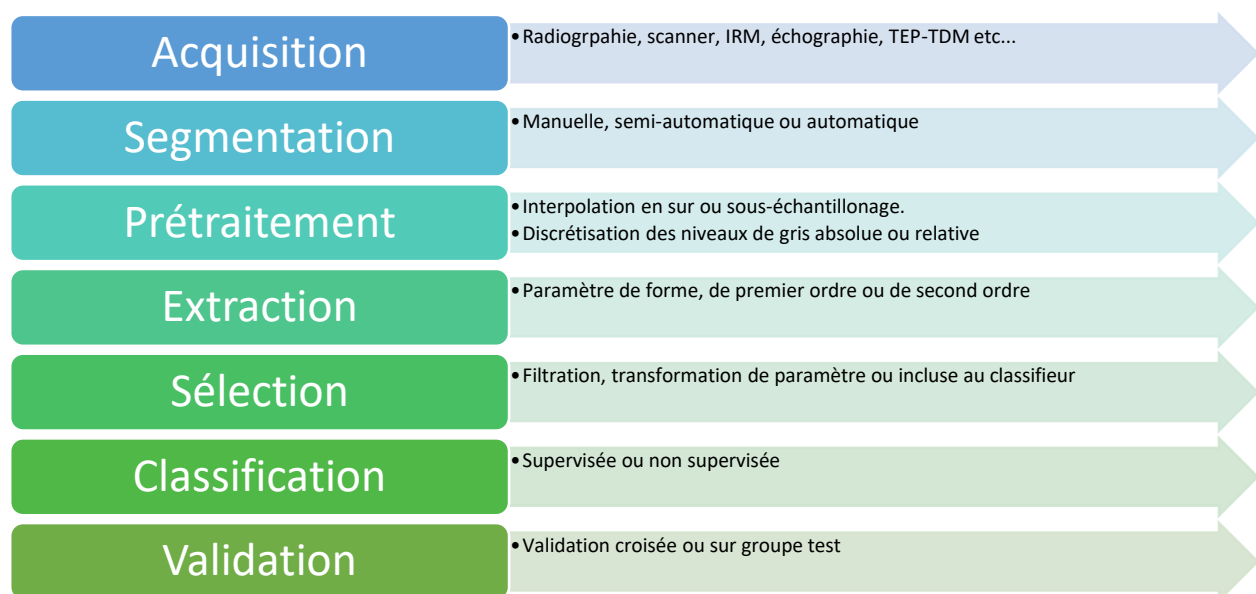 Acquisition
•Radiogrpahie, scanner, IRM, échographie, TEP-TDM etc...
Segmentation
•Manuelle, semi-automatique ou automatique
Prétraitement
•Interpolation en sur ou sous-échantillonage.
•Discrétisation des niveaux de gris absolue ou relative
Extraction
•Paramètre de forme, de premier ordre ou de second ordre
Sélection
•Filtration, transformation de paramètre ou incluse au classifieur
Classification
•Supervisée ou non supervisée
Validation
•Validation croisée ou sur groupe test